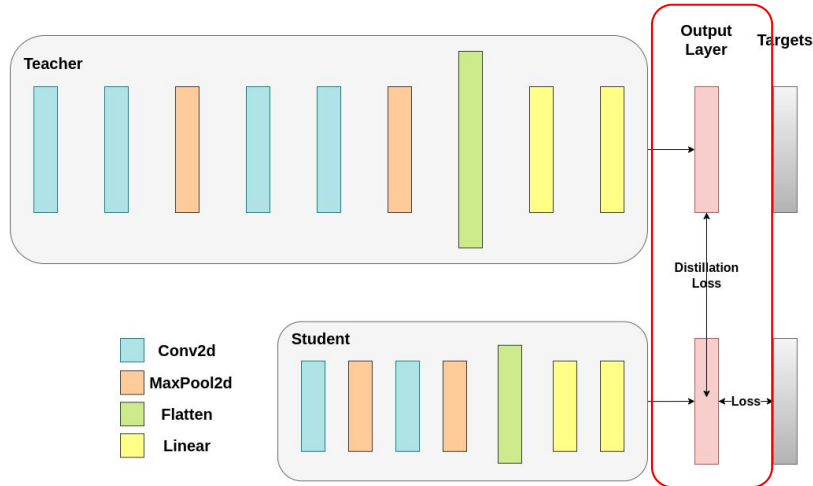 Output
Layer
Targets
Teacher
Distillation
Loss
Student
Loss
Conv2d
MaxPool2d
Flatten
Linear